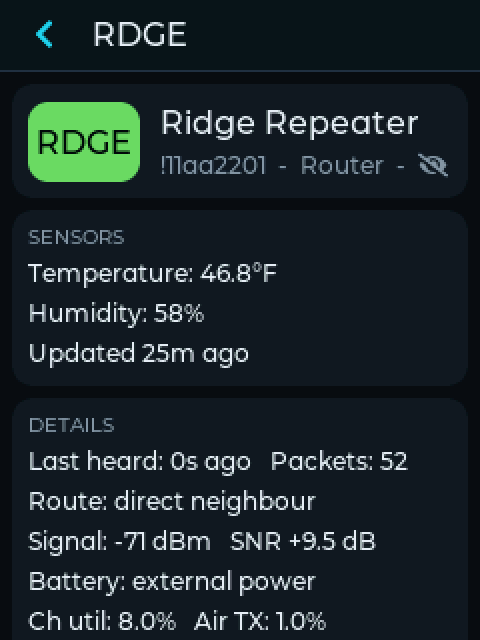 RDGE
RDGE
Ridge Repeater
!11aa2201 - Router -
SENSORS
Temperature: 46.8°F
Humidity: 58%
Updated 25m ago
DETAILS
Last heard: 0s ago Packets: 52
Route: direct neighbour
Signal: -71 dBm SNR +9.5 dB
Battery: external power
Ch util: 8.0% Air TX: 1.0%